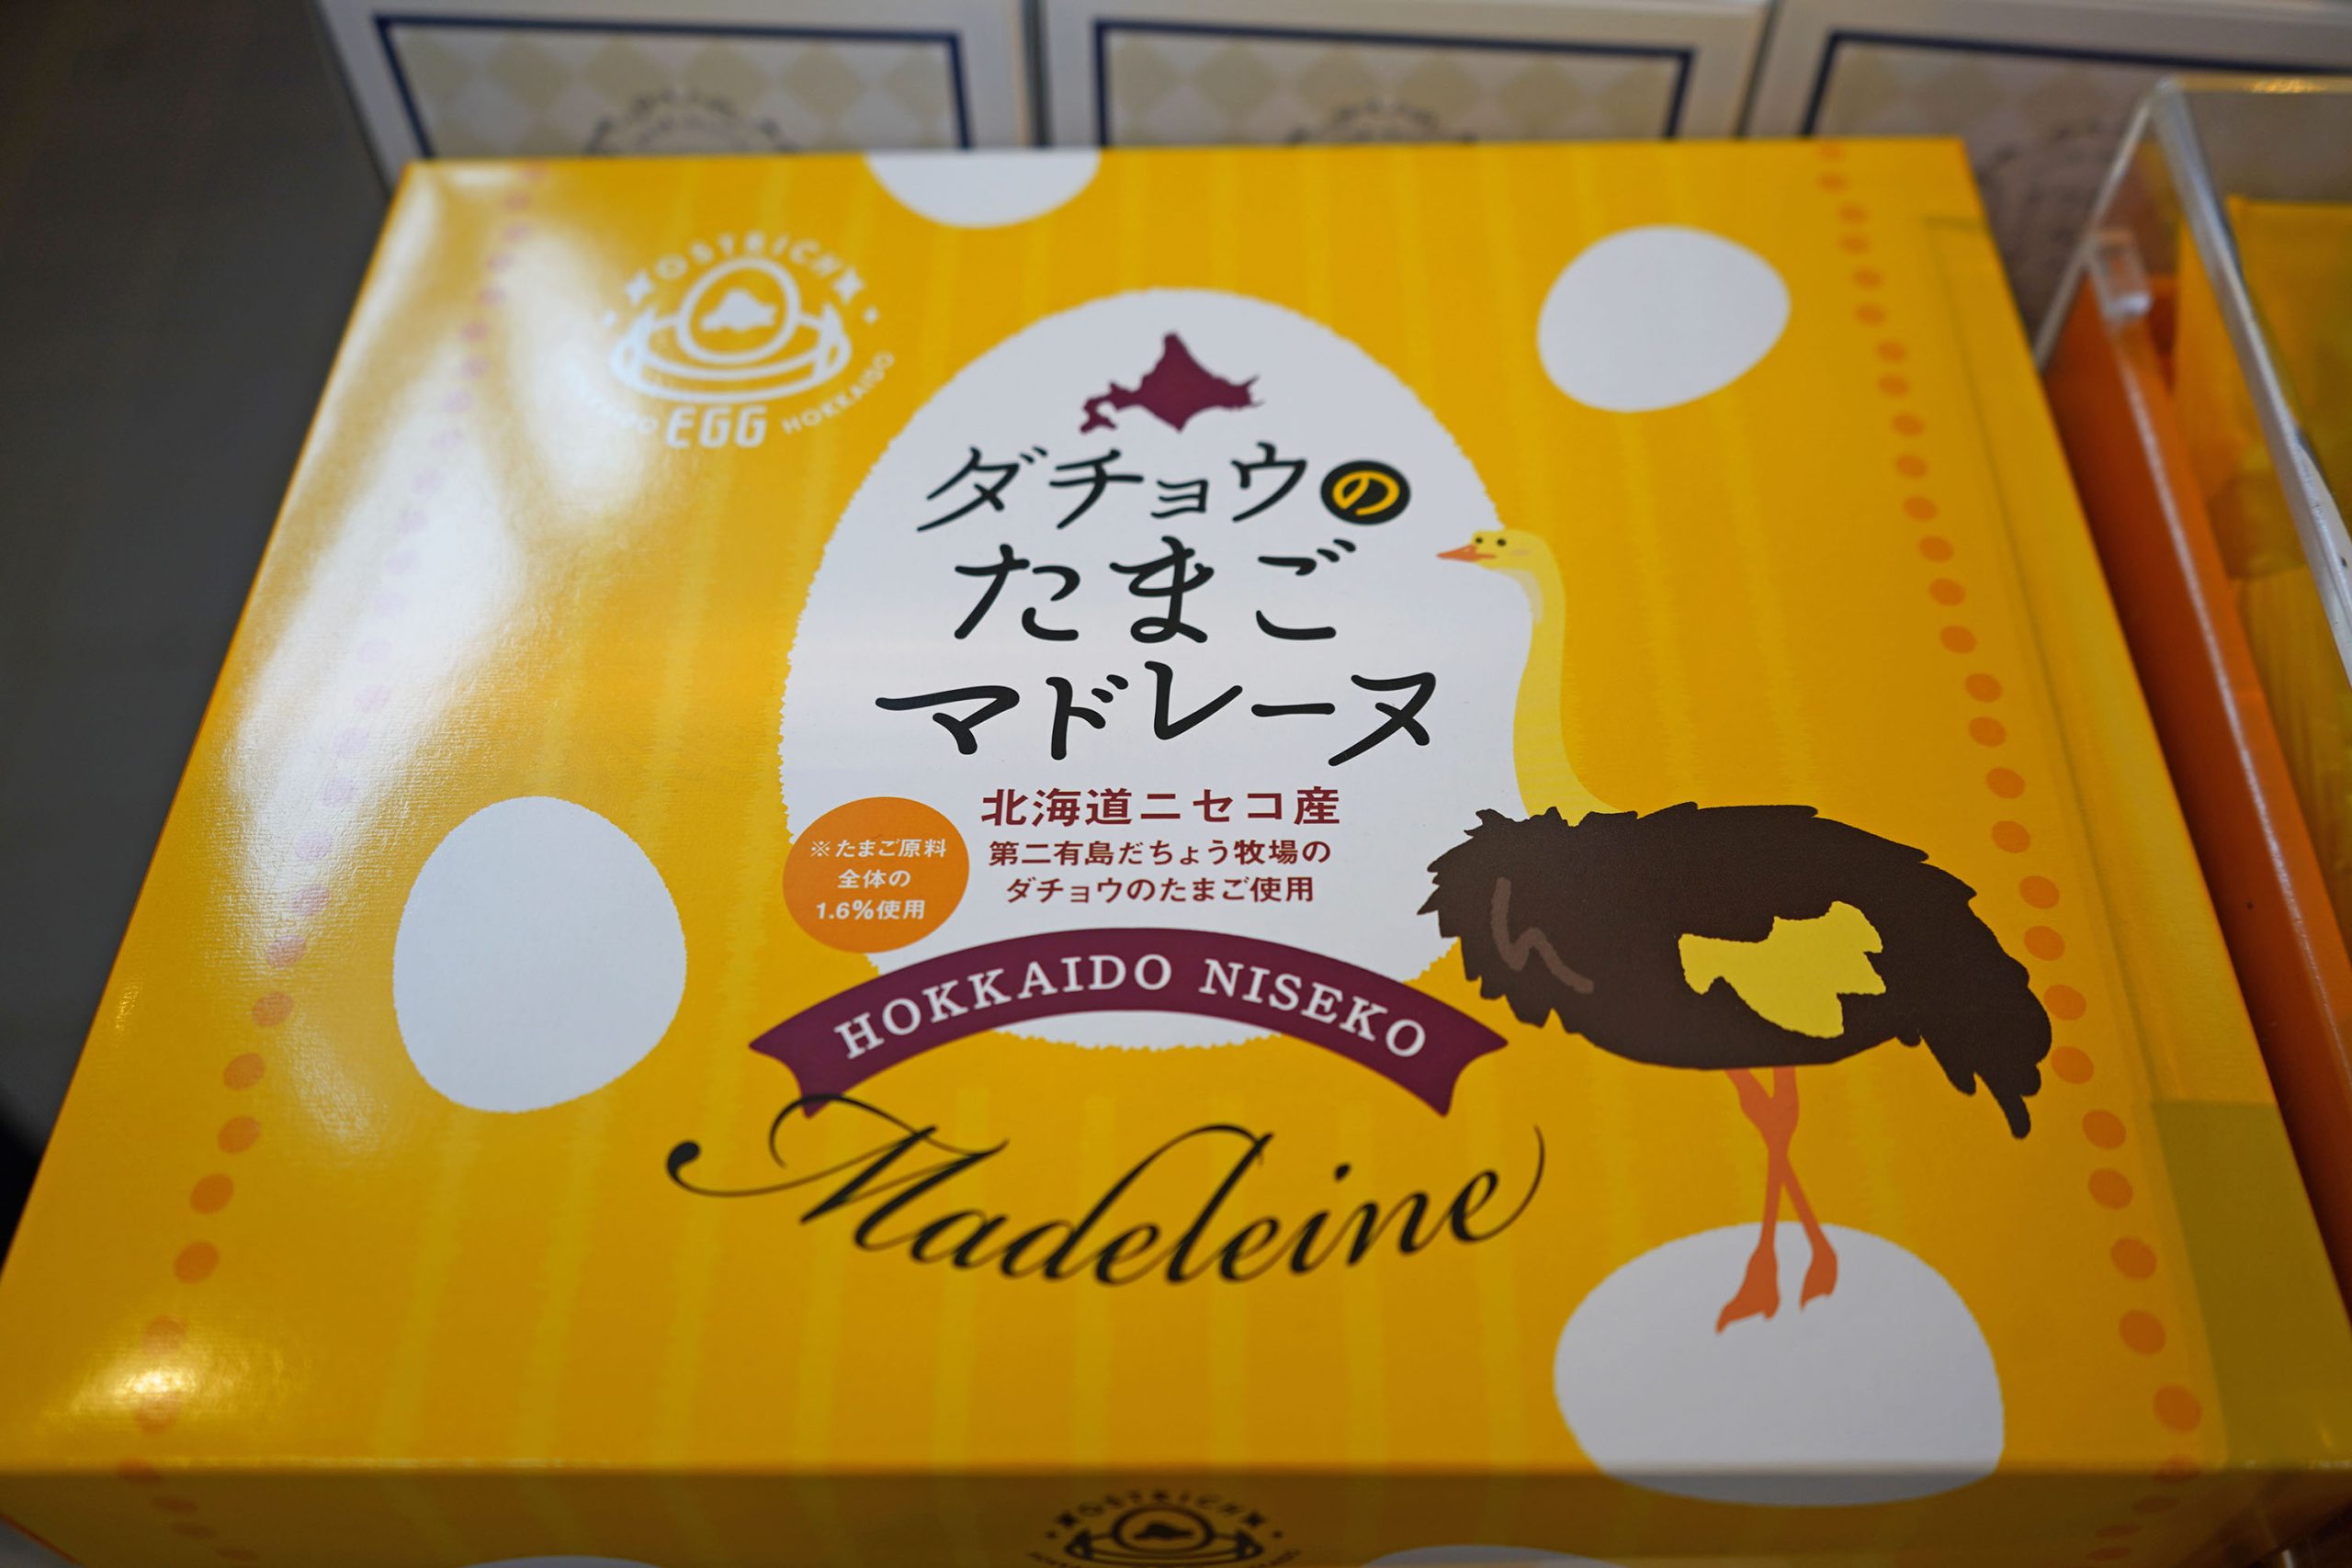 OSTRICH
EGG
HOKKAIDO
ダチョウの
たまご
マドレーヌ
北海道ニセコ産
第二有島だちょう牧場の
ダチョウのたまご使用
※たまご原料
全体の
1.6%使用
HOKKAIDO NISEKO
Madeleine
OSTRICH